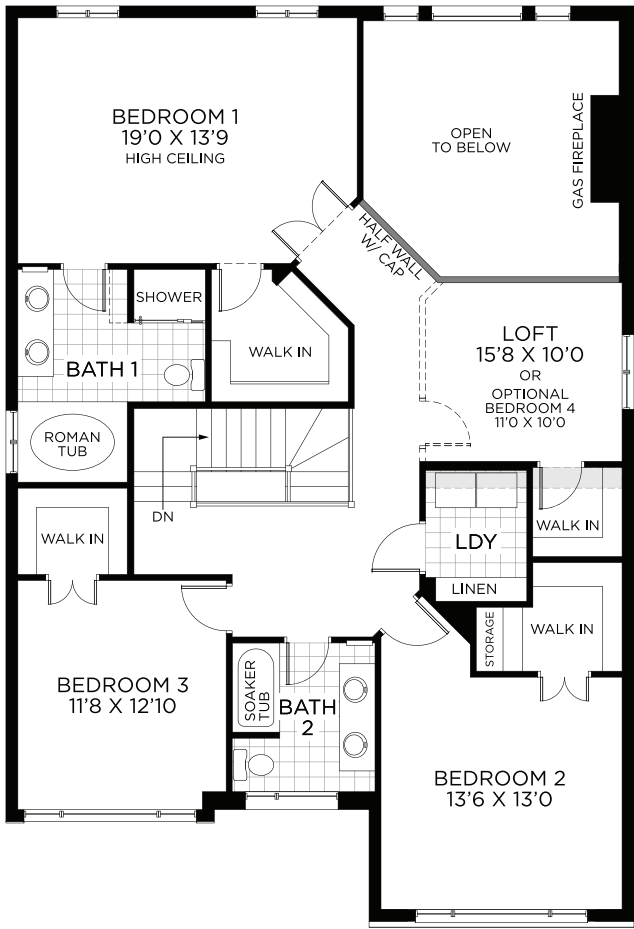 BEDROOM 1
19'0 X 13'9
HIGH CEILING
OPEN
TO BELOW
GAS FIREPLACE
HALF WALL
W/ CAP
SHOWER
WALK IN
BATH 1
LOFT
15'8 X 10'0
OR
OPTIONAL
BEDROOM 4
11'0 X 10'0
ROMAN
TUB
DN
WALK IN
WALK IN
LDY
LINEN
STORAGE
WALK IN
BEDROOM 3
11'8 X 12'10
SOAKER
TUB
BATH
2
BEDROOM 2
13'6 X 13'0